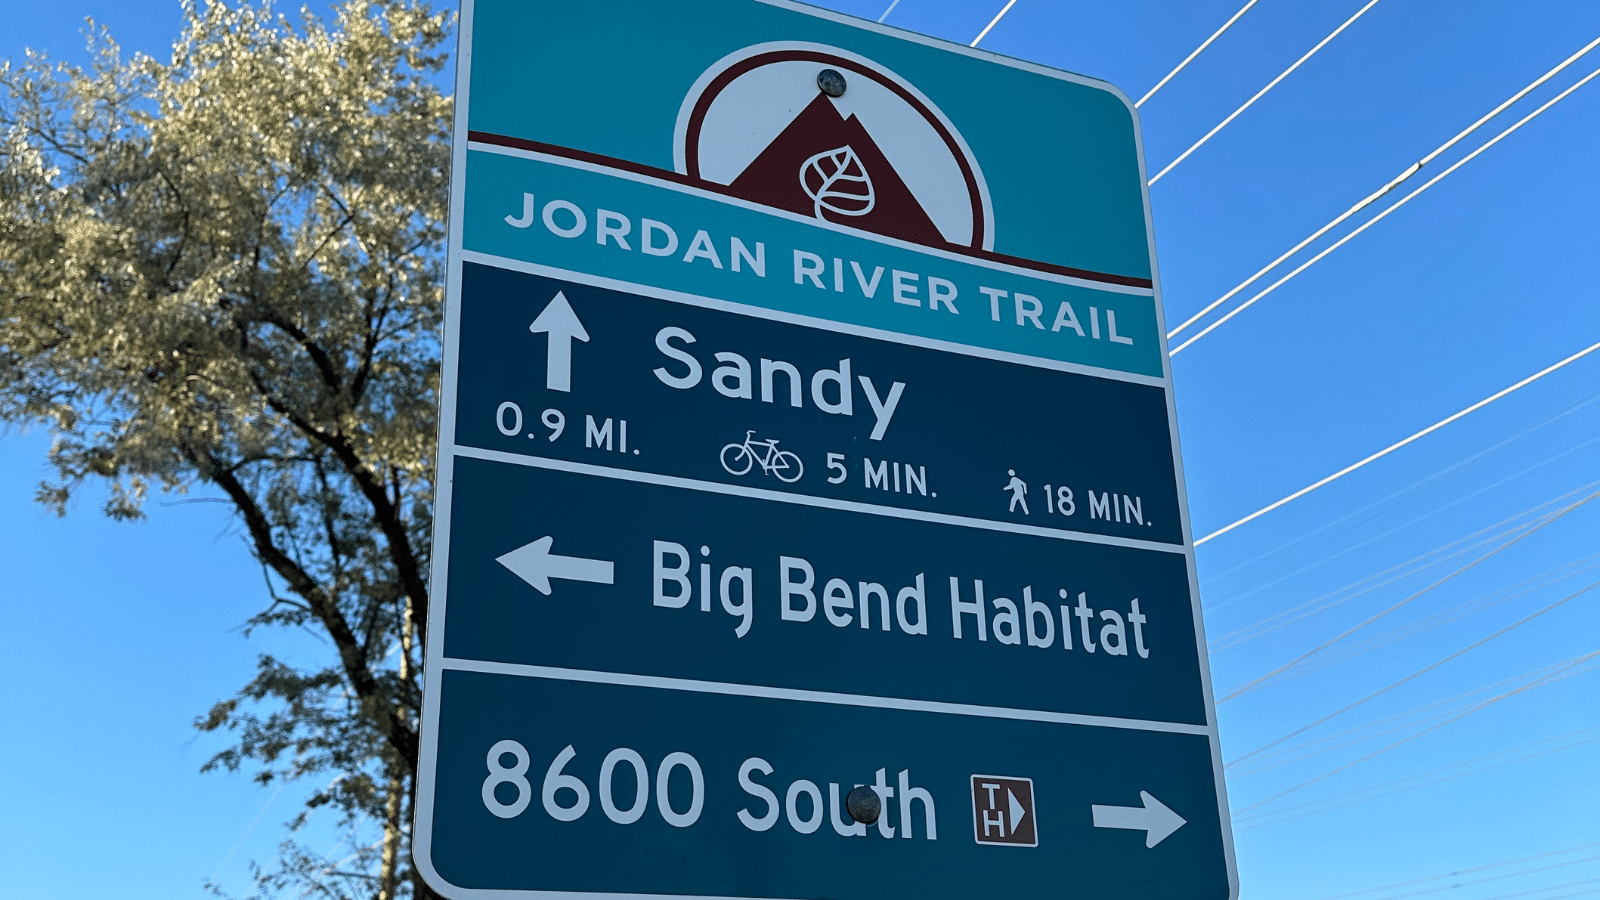 JORDAN RIVER TRAIL
Sandy
0.9 MI. 5 MIN. 18 MIN.
Big Bend Habitat
8600 South TH